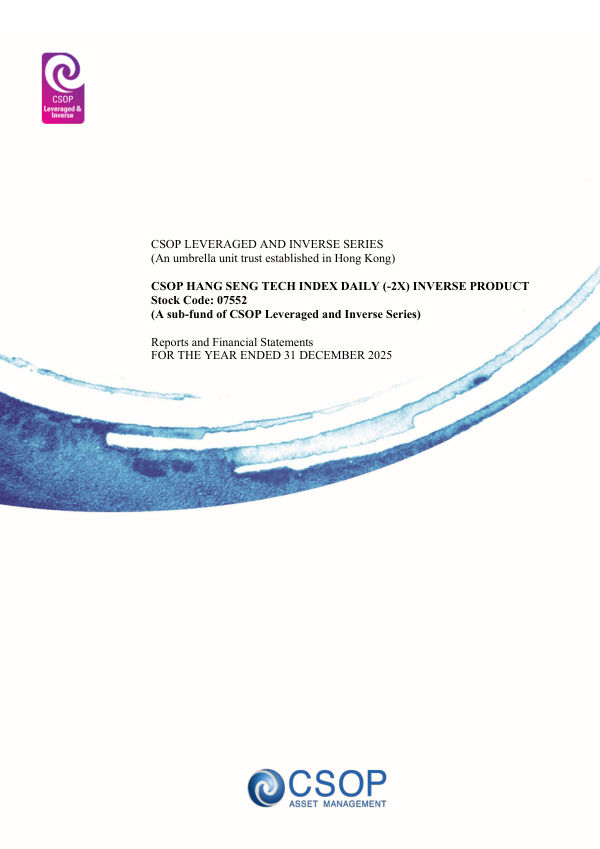 CSOP
Leveraged &
Inverse
CSOP LEVERAGED AND INVERSE SERIES
(An umbrella unit trust established in Hong Kong)
CSOP HANG SENG TECH INDEX DAILY (-2X) INVERSE PRODUCT
Stock Code: 07552
(A sub-fund of CSOP Leveraged and Inverse Series)
Reports and Financial Statements
FOR THE YEAR ENDED 31 DECEMBER 2025
CSOP
ASSET MANAGEMENT